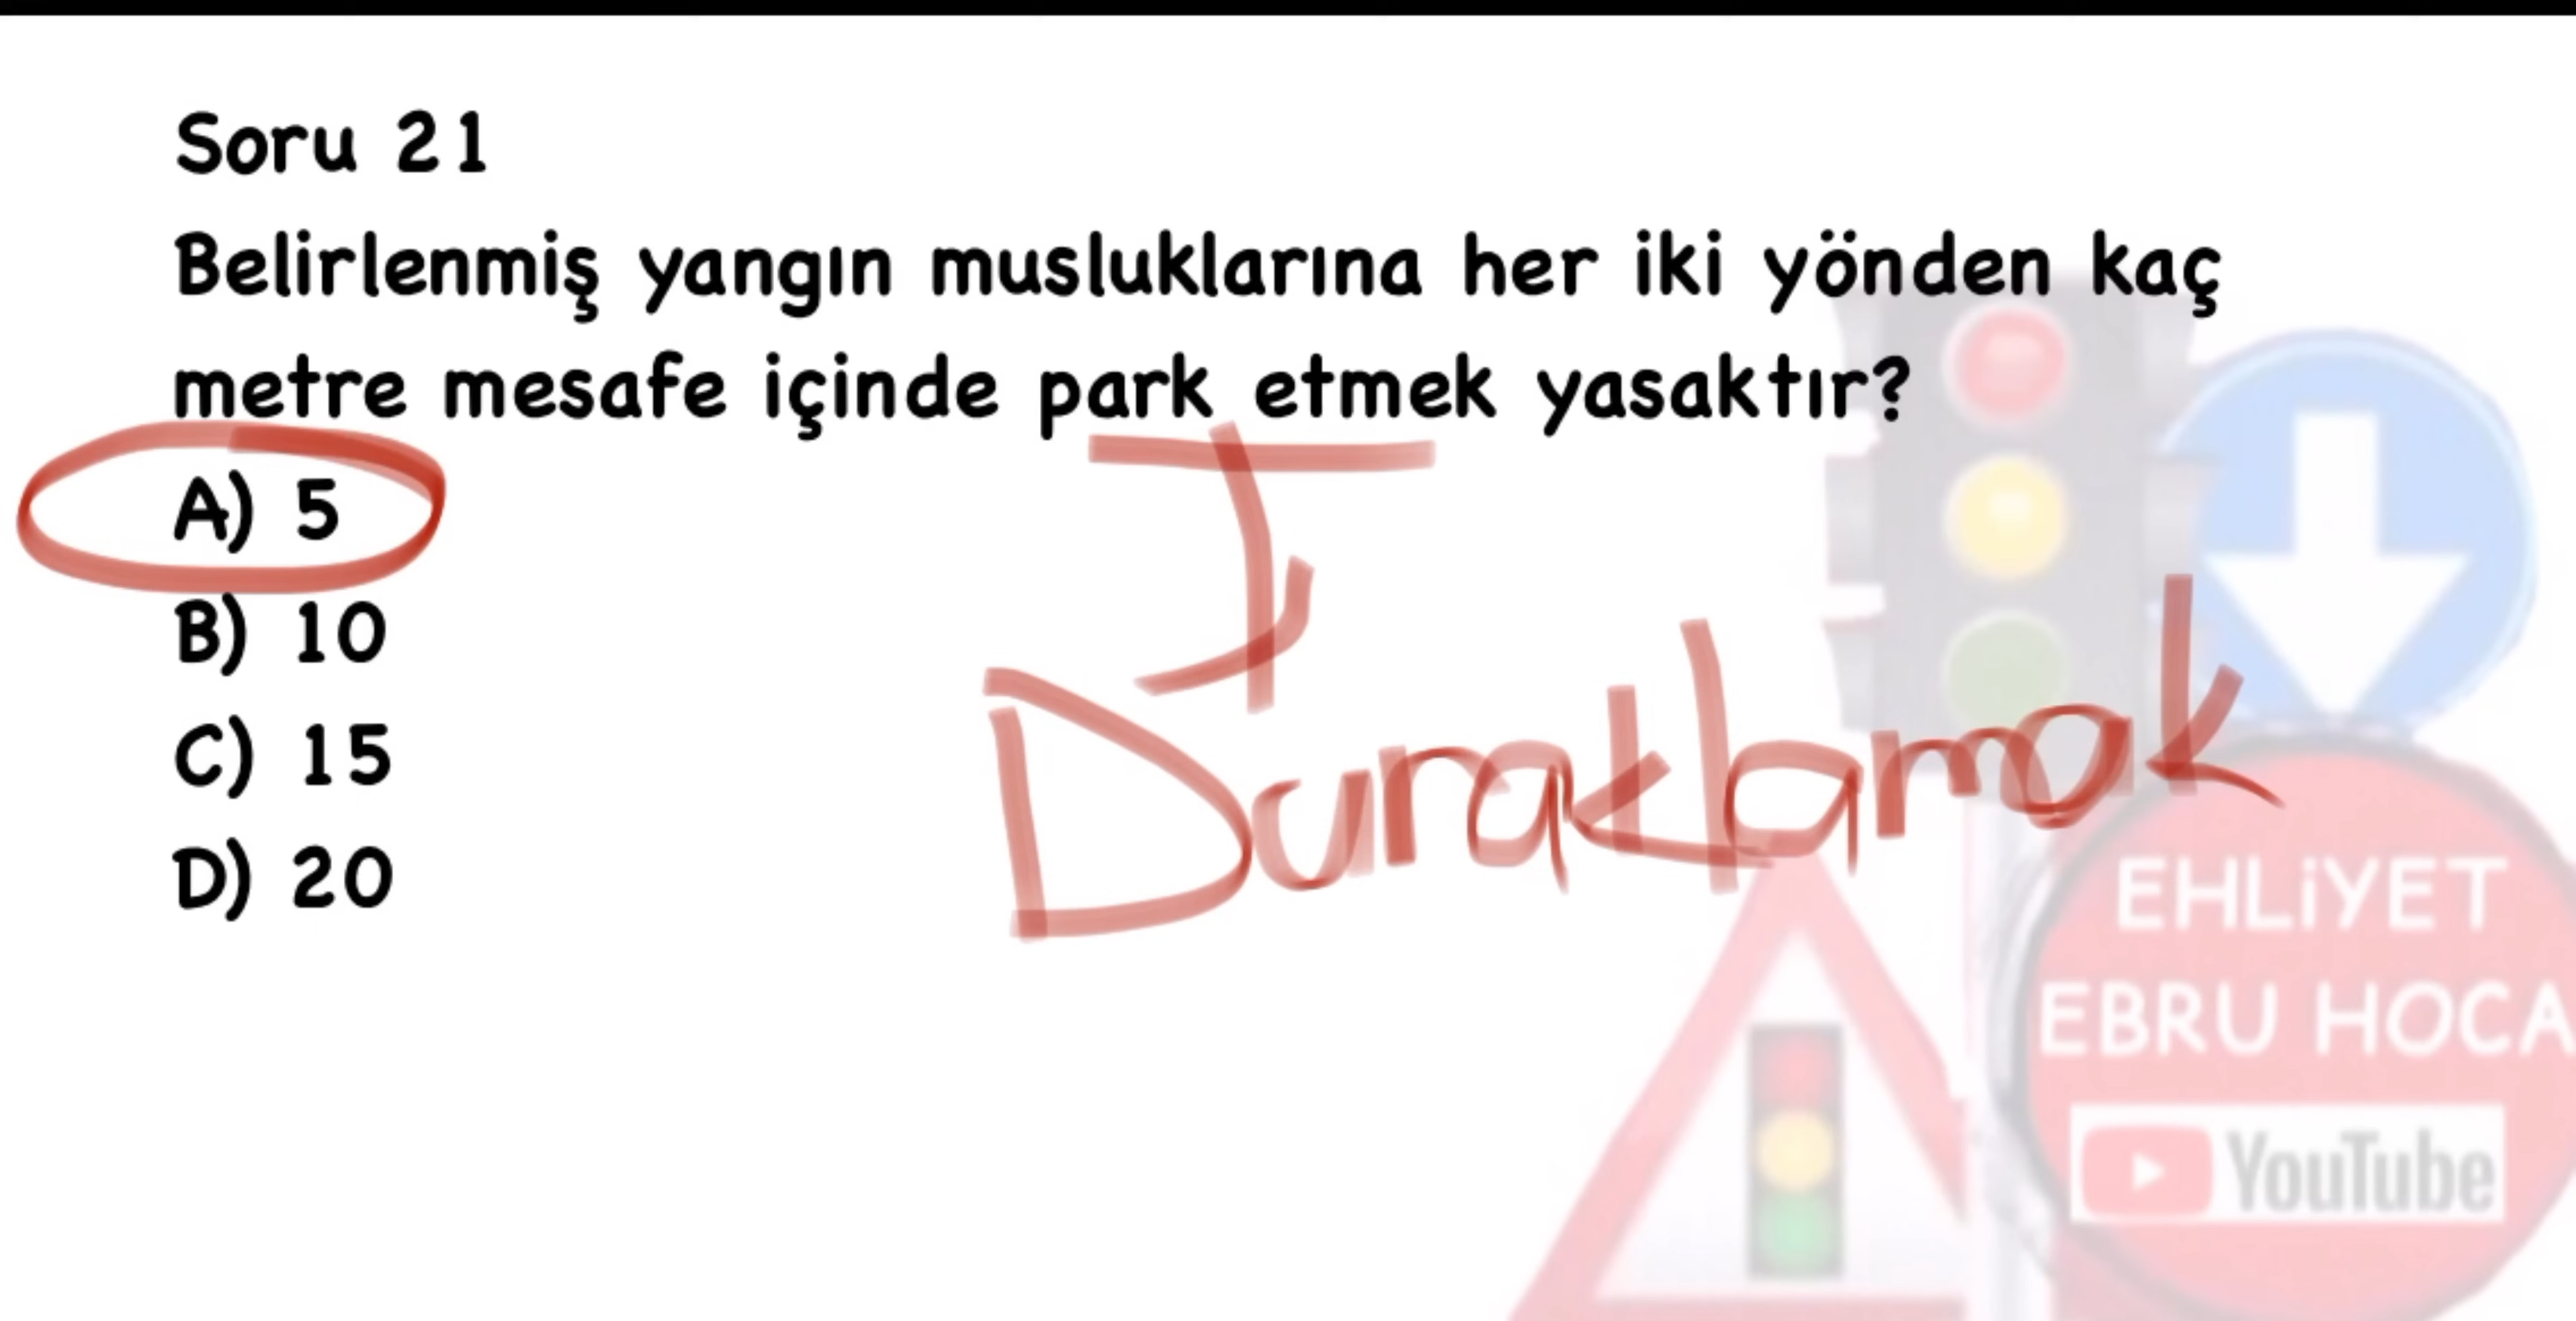 Soru 21
Belirlenmiş yangın musluklarına her iki yönden kaç
metre mesafe içinde park etmek yasaktır?
A) 5
B) 10
C) 15
D) 20
Duraklamak
EHLİYET
EBRU HOCA
YouTube